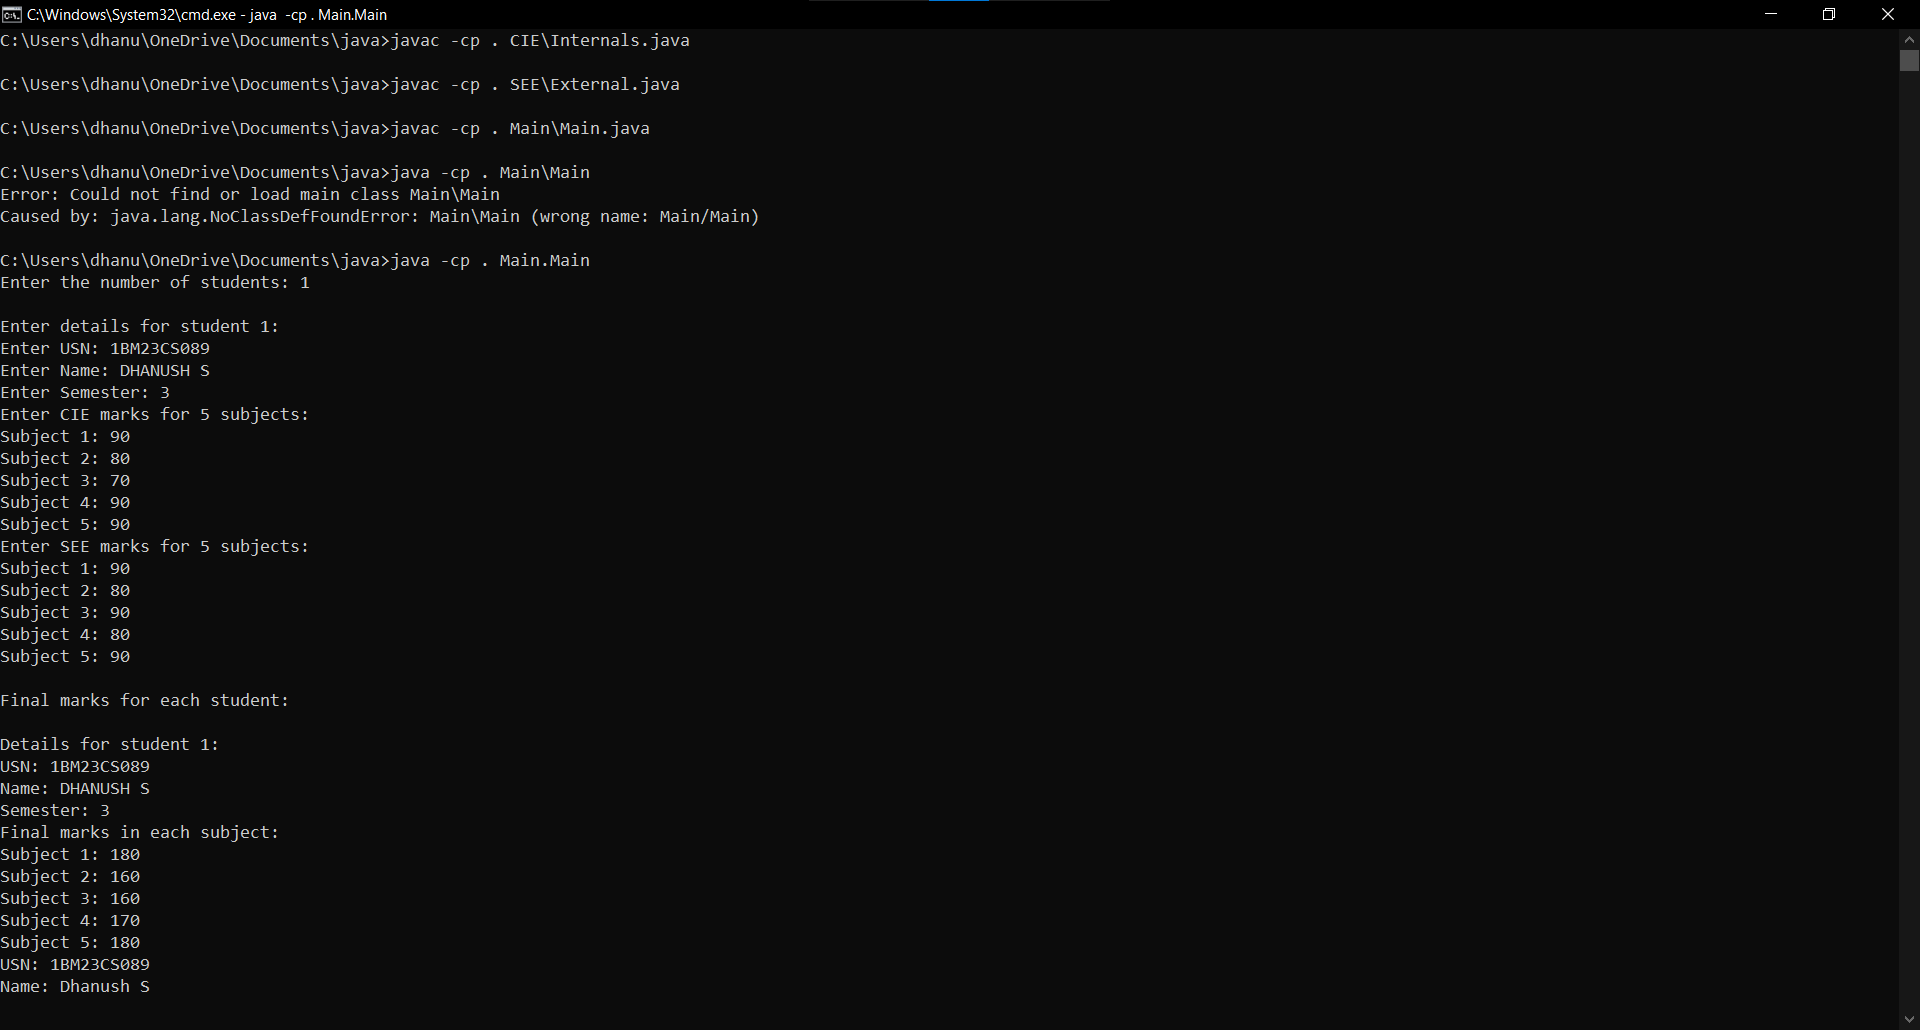 C:\Windows\System32\cmd.exe - java  -cp . Main.Main
C:\Users\dhanu\OneDrive\Documents\java>javac -cp . CIE\Internals.java
C:\Users\dhanu\OneDrive\Documents\java>javac -cp . SEE\External.java
C:\Users\dhanu\OneDrive\Documents\java>javac -cp . Main\Main.java
C:\Users\dhanu\OneDrive\Documents\java>java -cp . Main\Main
Error: Could not find or load main class Main\Main
Caused by: java.lang.NoClassDefFoundError: Main\Main (wrong name: Main/Main)
C:\Users\dhanu\OneDrive\Documents\java>java -cp . Main.Main
Enter the number of students: 1
Enter details for student 1:
Enter USN: 1BM23CS089
Enter Name: DHANUSH S
Enter Semester: 3
Enter CIE marks for 5 subjects:
Subject 1: 90
Subject 2: 80
Subject 3: 70
Subject 4: 90
Subject 5: 90
Enter SEE marks for 5 subjects:
Subject 1: 90
Subject 2: 80
Subject 3: 90
Subject 4: 80
Subject 5: 90
Final marks for each student:
Details for student 1:
USN: 1BM23CS089
Name: DHANUSH S
Semester: 3
Final marks in each subject:
Subject 1: 180
Subject 2: 160
Subject 3: 160
Subject 4: 170
Subject 5: 180
USN: 1BM23CS089
Name: Dhanush S